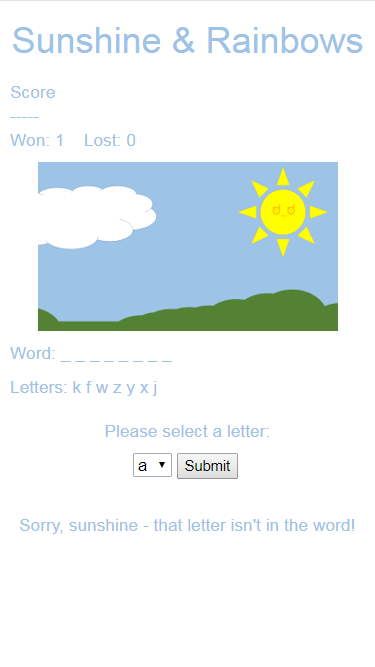 Sunshine & Rainbows
Score
-----
Won: 1 Lost: 0
Word: _ _ _ _ _ _ _ _
Letters: k f w z y x j
Please select a letter:
a Submit
Sorry, sunshine - that letter isn't in the word!